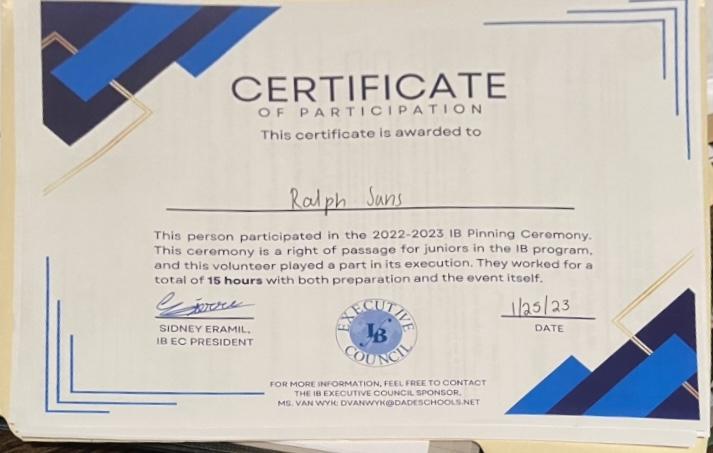 CERTIFICATE
OF PARTICIPATION
This certificate is awarded to
Ralph Sans
This person participated in the 2022-2023 IB Pinning Ceremony.
This ceremony is a right of passage for juniors in the IB program,
and this volunteer played a part in its execution. They worked for a
total of 15 hours with both preparation and the event itself.
SIDNEY ERAMIL,
IB EC PRESIDENT
EXECUTIVE
IB
COUNCIL
1/25/23
DATE
FOR MORE INFORMATION, FEEL FREE TO CONTACT
THE IB EXECUTIVE COUNCIL SPONSOR,
MS. VAN WYK: DVANWYK@DADESCHOOLS.NET